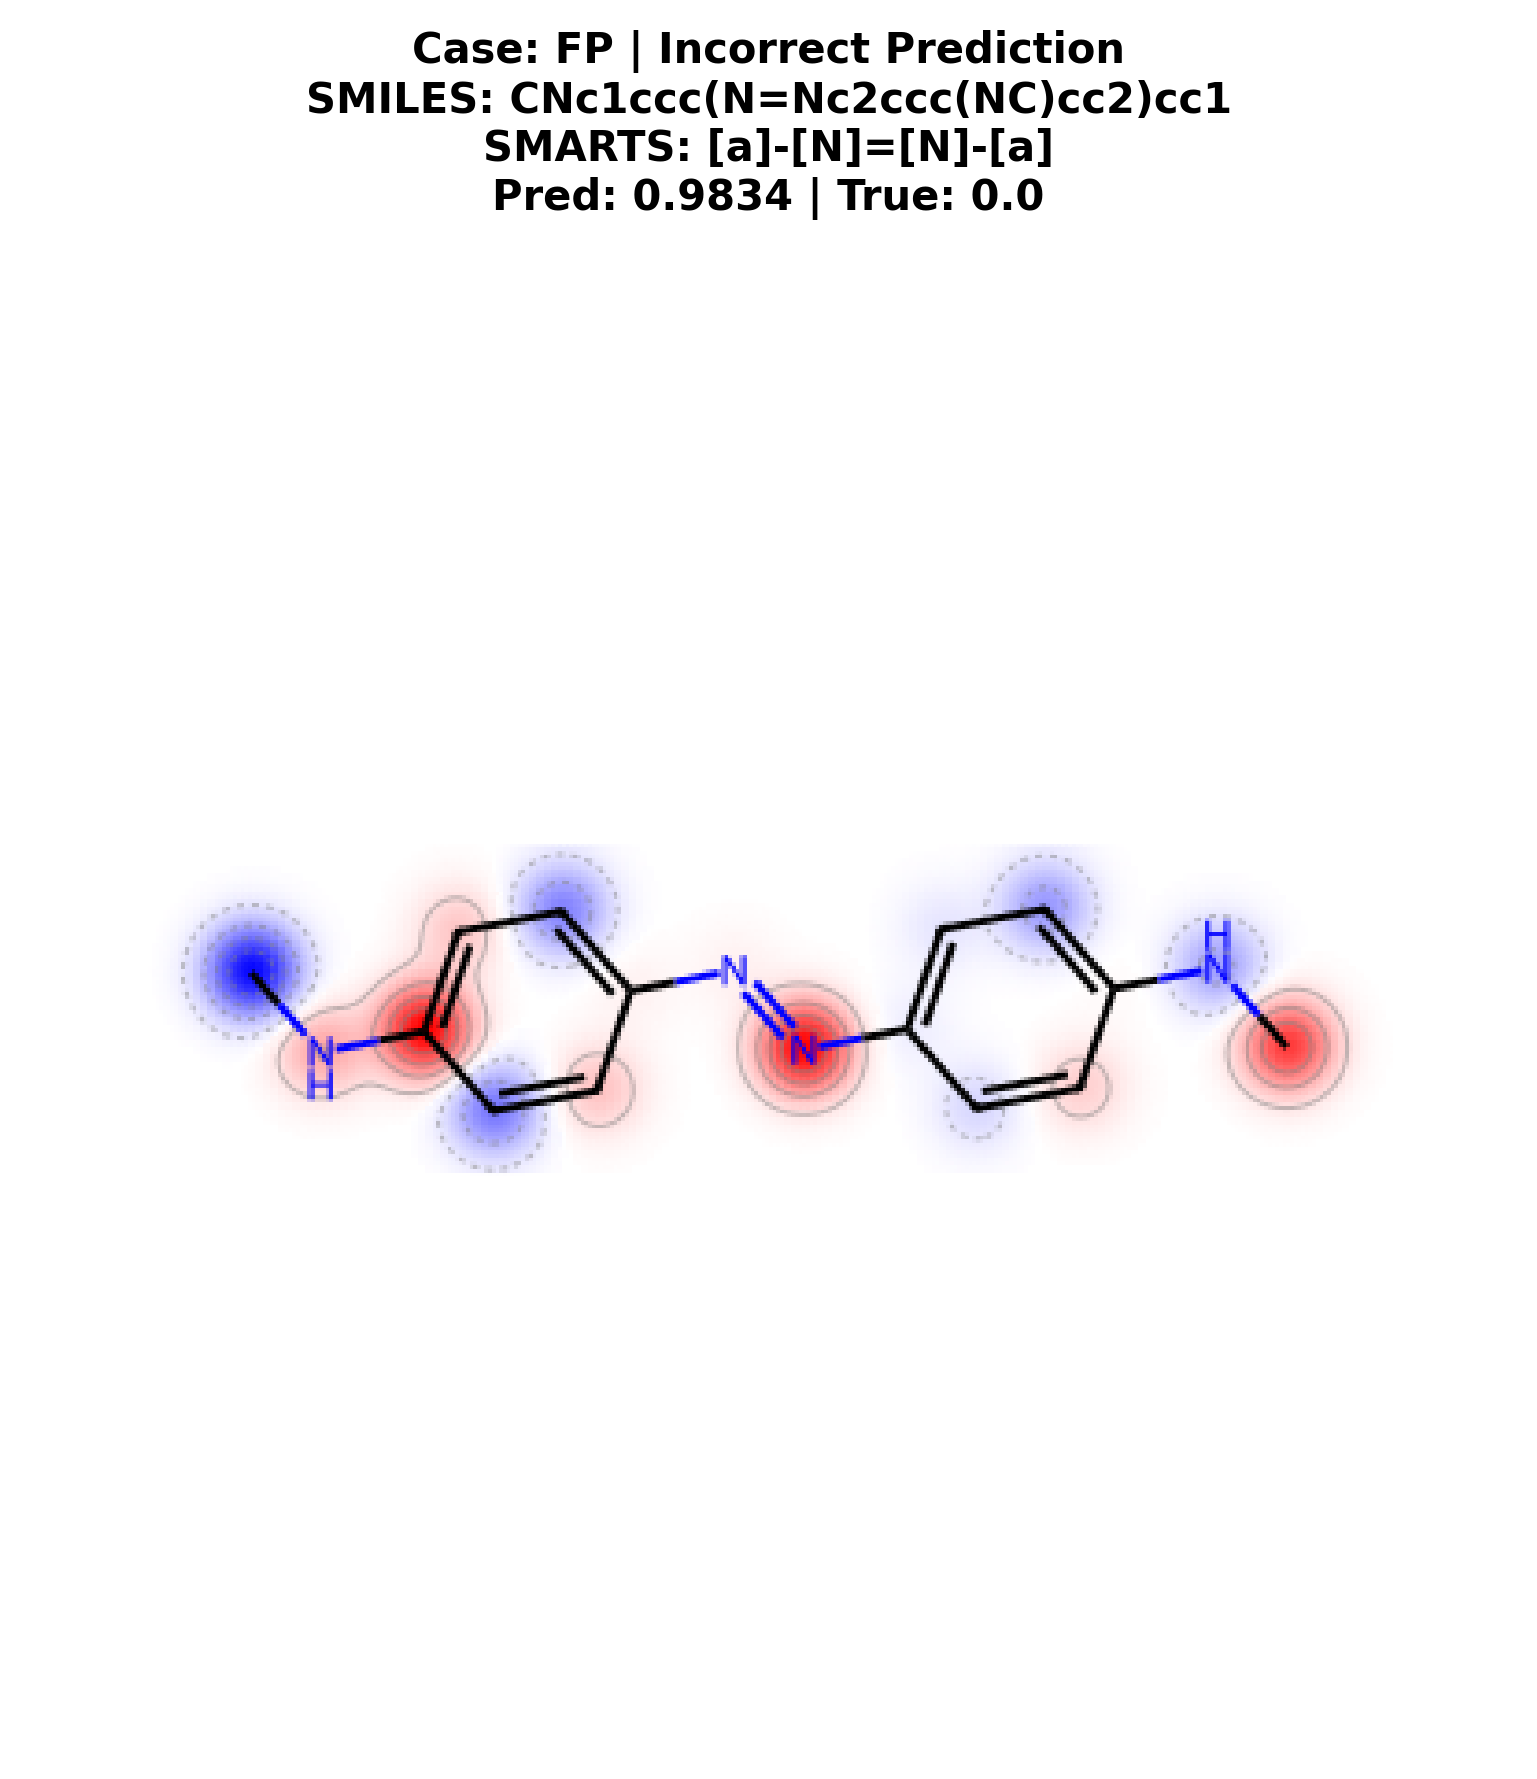 Case: FP | Incorrect Prediction
SMILES: CNc1ccc(N=Nc2ccc(NC)cc2)cc1
SMARTS: [a]-[N]=[N]-[a]
Pred: 0.9834 | True: 0.0
H
N
N
N
N
H